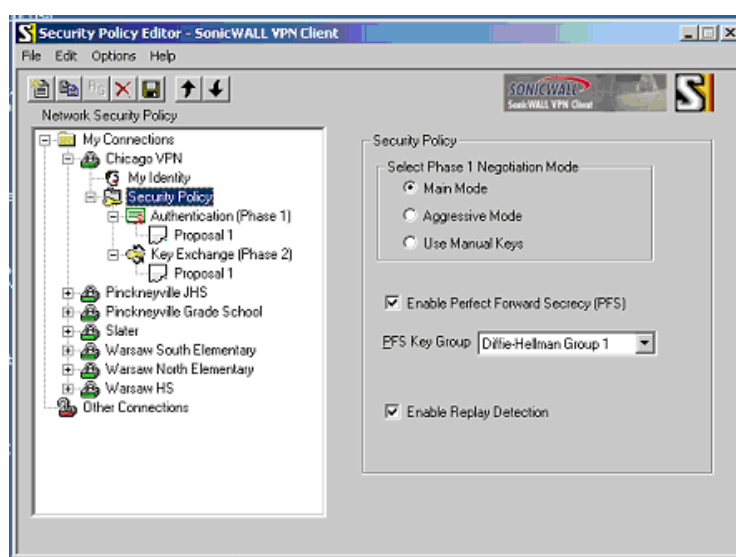 Security Policy Editor - SonicWALL VPN Client
File Edit Options Help
SONICWALL
SonicWALL VPN Client
Network Security Policy
My Connections
Chicago VPN
My Identity
Security Policy
Authentication (Phase 1)
Proposal 1
Key Exchange (Phase 2)
Proposal 1
Pinckneyville JHS
Pinckneyville Grade School
Slater
Warsaw South Elementary
Warsaw North Elementary
Warsaw HS
Other Connections
Security Policy
Select Phase 1 Negotiation Mode
Main Mode
Aggressive Mode
Use Manual Keys
Enable Perfect Forward Secrecy (PFS)
PFS Key Group Diffie-Hellman Group 1
Enable Replay Detection